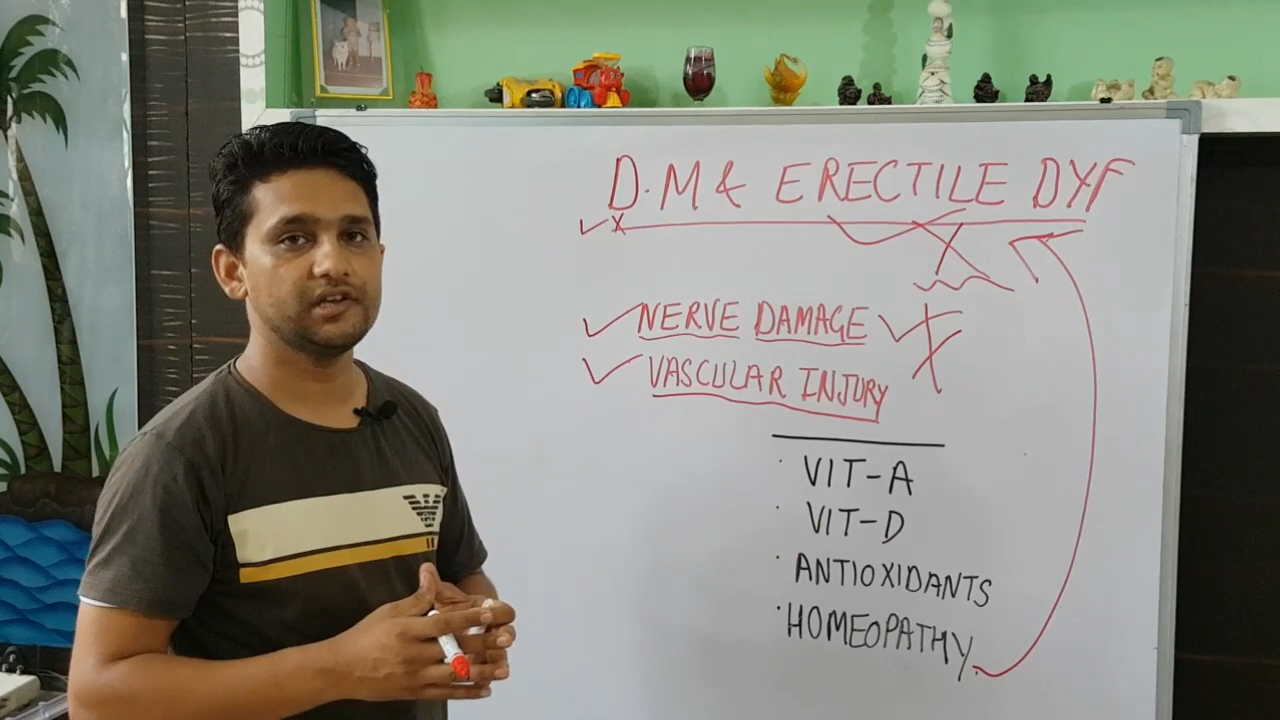 D.M & ERECTILE DYF
NERVE DAMAGE
VASCULAR INJURY
VIT-A
VIT-D
ANTIOXIDANTS
HOMEOPATHY